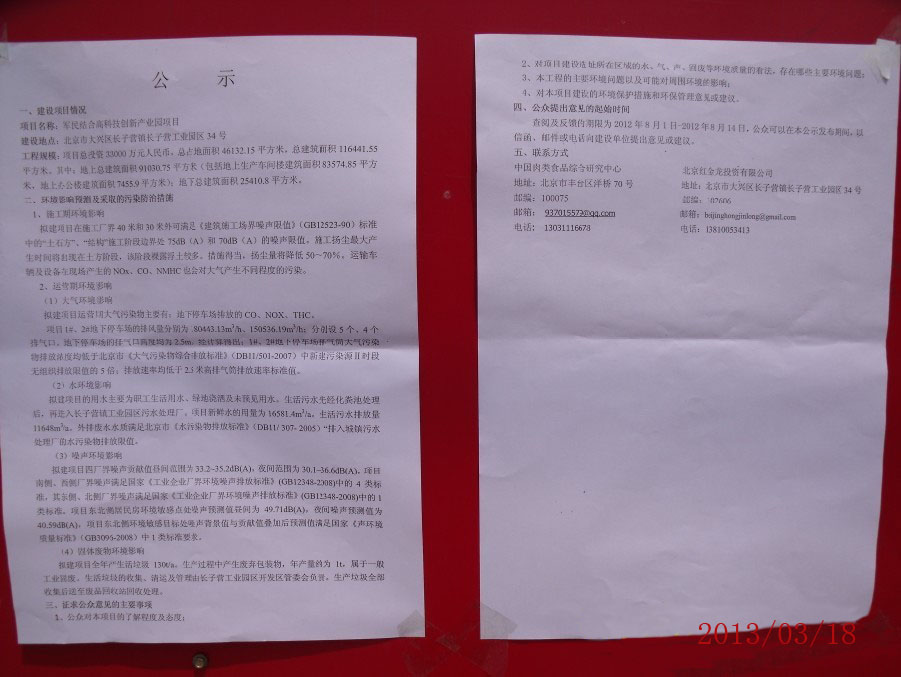 公 示
一、建设项目情况
项目名称：军民结合高科技创新产业园项目
建设地点：北京市大兴区长子营镇长子营工业园区 34 号
工程规模：项目总投资 33000 万元人民币，总占地面积 46132.15 平方米，总建筑面积 116441.55
平方米，其中：地上总建筑面积 91030.75 平方米（包括地上生产车间楼建筑面积 83574.85 平方
米，地上办公楼建筑面积 7455.9 平方米）；地下总建筑面积 25410.8 平方米。
二、环境影响预测及采取的污染防治措施
1、施工期环境影响
拟建项目在施工厂界 40 米和 30 米外可满足《建筑施工场界噪声限值》（GB12523-90）标准
中的“土石方”、“结构”施工阶段边界处 75dB（A）和 70dB（A）的噪声限值。施工扬尘最大产
生时间将出现在土方阶段，该阶段裸露浮土较多，措施得当，扬尘量将降低 50～70%。运输车
辆及设备在现场产生的 NOx、CO、NMHC 也会对大气产生不同程度的污染。
2、运营期环境影响
（1）大气环境影响
拟建项目运营期大气污染物主要有：地下停车场排放的 CO、NOX、THC。
项目 1#、2#地下停车场的排风量分别为 80443.13m³/h、150536.19m³/h；分别设 5 个、4 个
排气口，地下停车场的排气口高度均为 2.5m，经计算得出：1#、2#地下停车场排气筒大气污染
物排放浓度均低于北京市《大气污染物综合排放标准》（DB11/501-2007）中新建污染源Ⅱ时段
无组织排放限值的 5 倍；排放速率均低于 2.5 米高排气筒排放速率标准值。
（2）水环境影响
拟建项目的用水主要为职工生活用水、绿地浇洒及未预见用水。生活污水先经化粪池处理
后，再进入长子营镇工业园区污水处理厂。项目新鲜水的用量为 16581.4m³/a，生活污水排放量
11648m³/a。外排废水水质满足北京市《水污染物排放标准》（DB11/ 307- 2005）“排入城镇污水
处理厂的水污染物排放限值。
（3）噪声环境影响
拟建项目四厂界噪声贡献值昼间范围为 33.2~35.2dB(A)，夜间范围为 30.1~36.6dB(A)，项目
南侧、西侧厂界噪声满足国家《工业企业厂界环境噪声排放标准》(GB12348-2008)中的 4 类标
准，其东侧、北侧厂界噪声满足国家《工业企业厂界环境噪声排放标准》(GB12348-2008)中的 1
类标准。项目东北侧居民房环境敏感点处噪声预测值昼间为 49.71dB(A)，夜间噪声预测值为
40.59dB(A)，项目东北侧环境敏感目标处噪声背景值与贡献值叠加后预测值满足国家《声环境
质量标准》(GB3096-2008) 中 1 类标准要求。
（4）固体废物环境影响
拟建项目全年产生活垃圾 130t/a。生产过程中产生废弃包装物，年产量约为 1t，属于一般
工业固废。生活垃圾的收集、清运及管理由长子营工业园区开发区管委会负责，生产垃圾全部
收集后送至废品回收站回收处理。
三、征求公众意见的主要事项
1、公众对本项目的了解程度及态度；
2、对项目建设选址所在区域的水、气、声、固废等环境质量的看法，存在哪些主要环境问题；
3、本工程的主要环境问题以及可能对周围环境的影响；
4、对本项目建设的环境保护措施和环保管理意见或建议。
四、公众提出意见的起始时间
查阅及反馈的期限为 2012 年 8 月 1 日-2012 年 8 月 14 日，公众可以在本公示发布期间，以
信函、邮件或电话向建设单位提出意见或建议。
五、联系方式
中国肉类食品综合研究中心
地址：北京市丰台区洋桥 70 号
邮编：100075
邮箱：937015573@qq.com
电话：13031116673
北京红金龙投资有限公司
地址：北京市大兴区长子营镇长子营工业园 34 号
邮编：102606
邮箱：beijinghongjinlong@gmail.com
电话：13810053413
2013/03/18